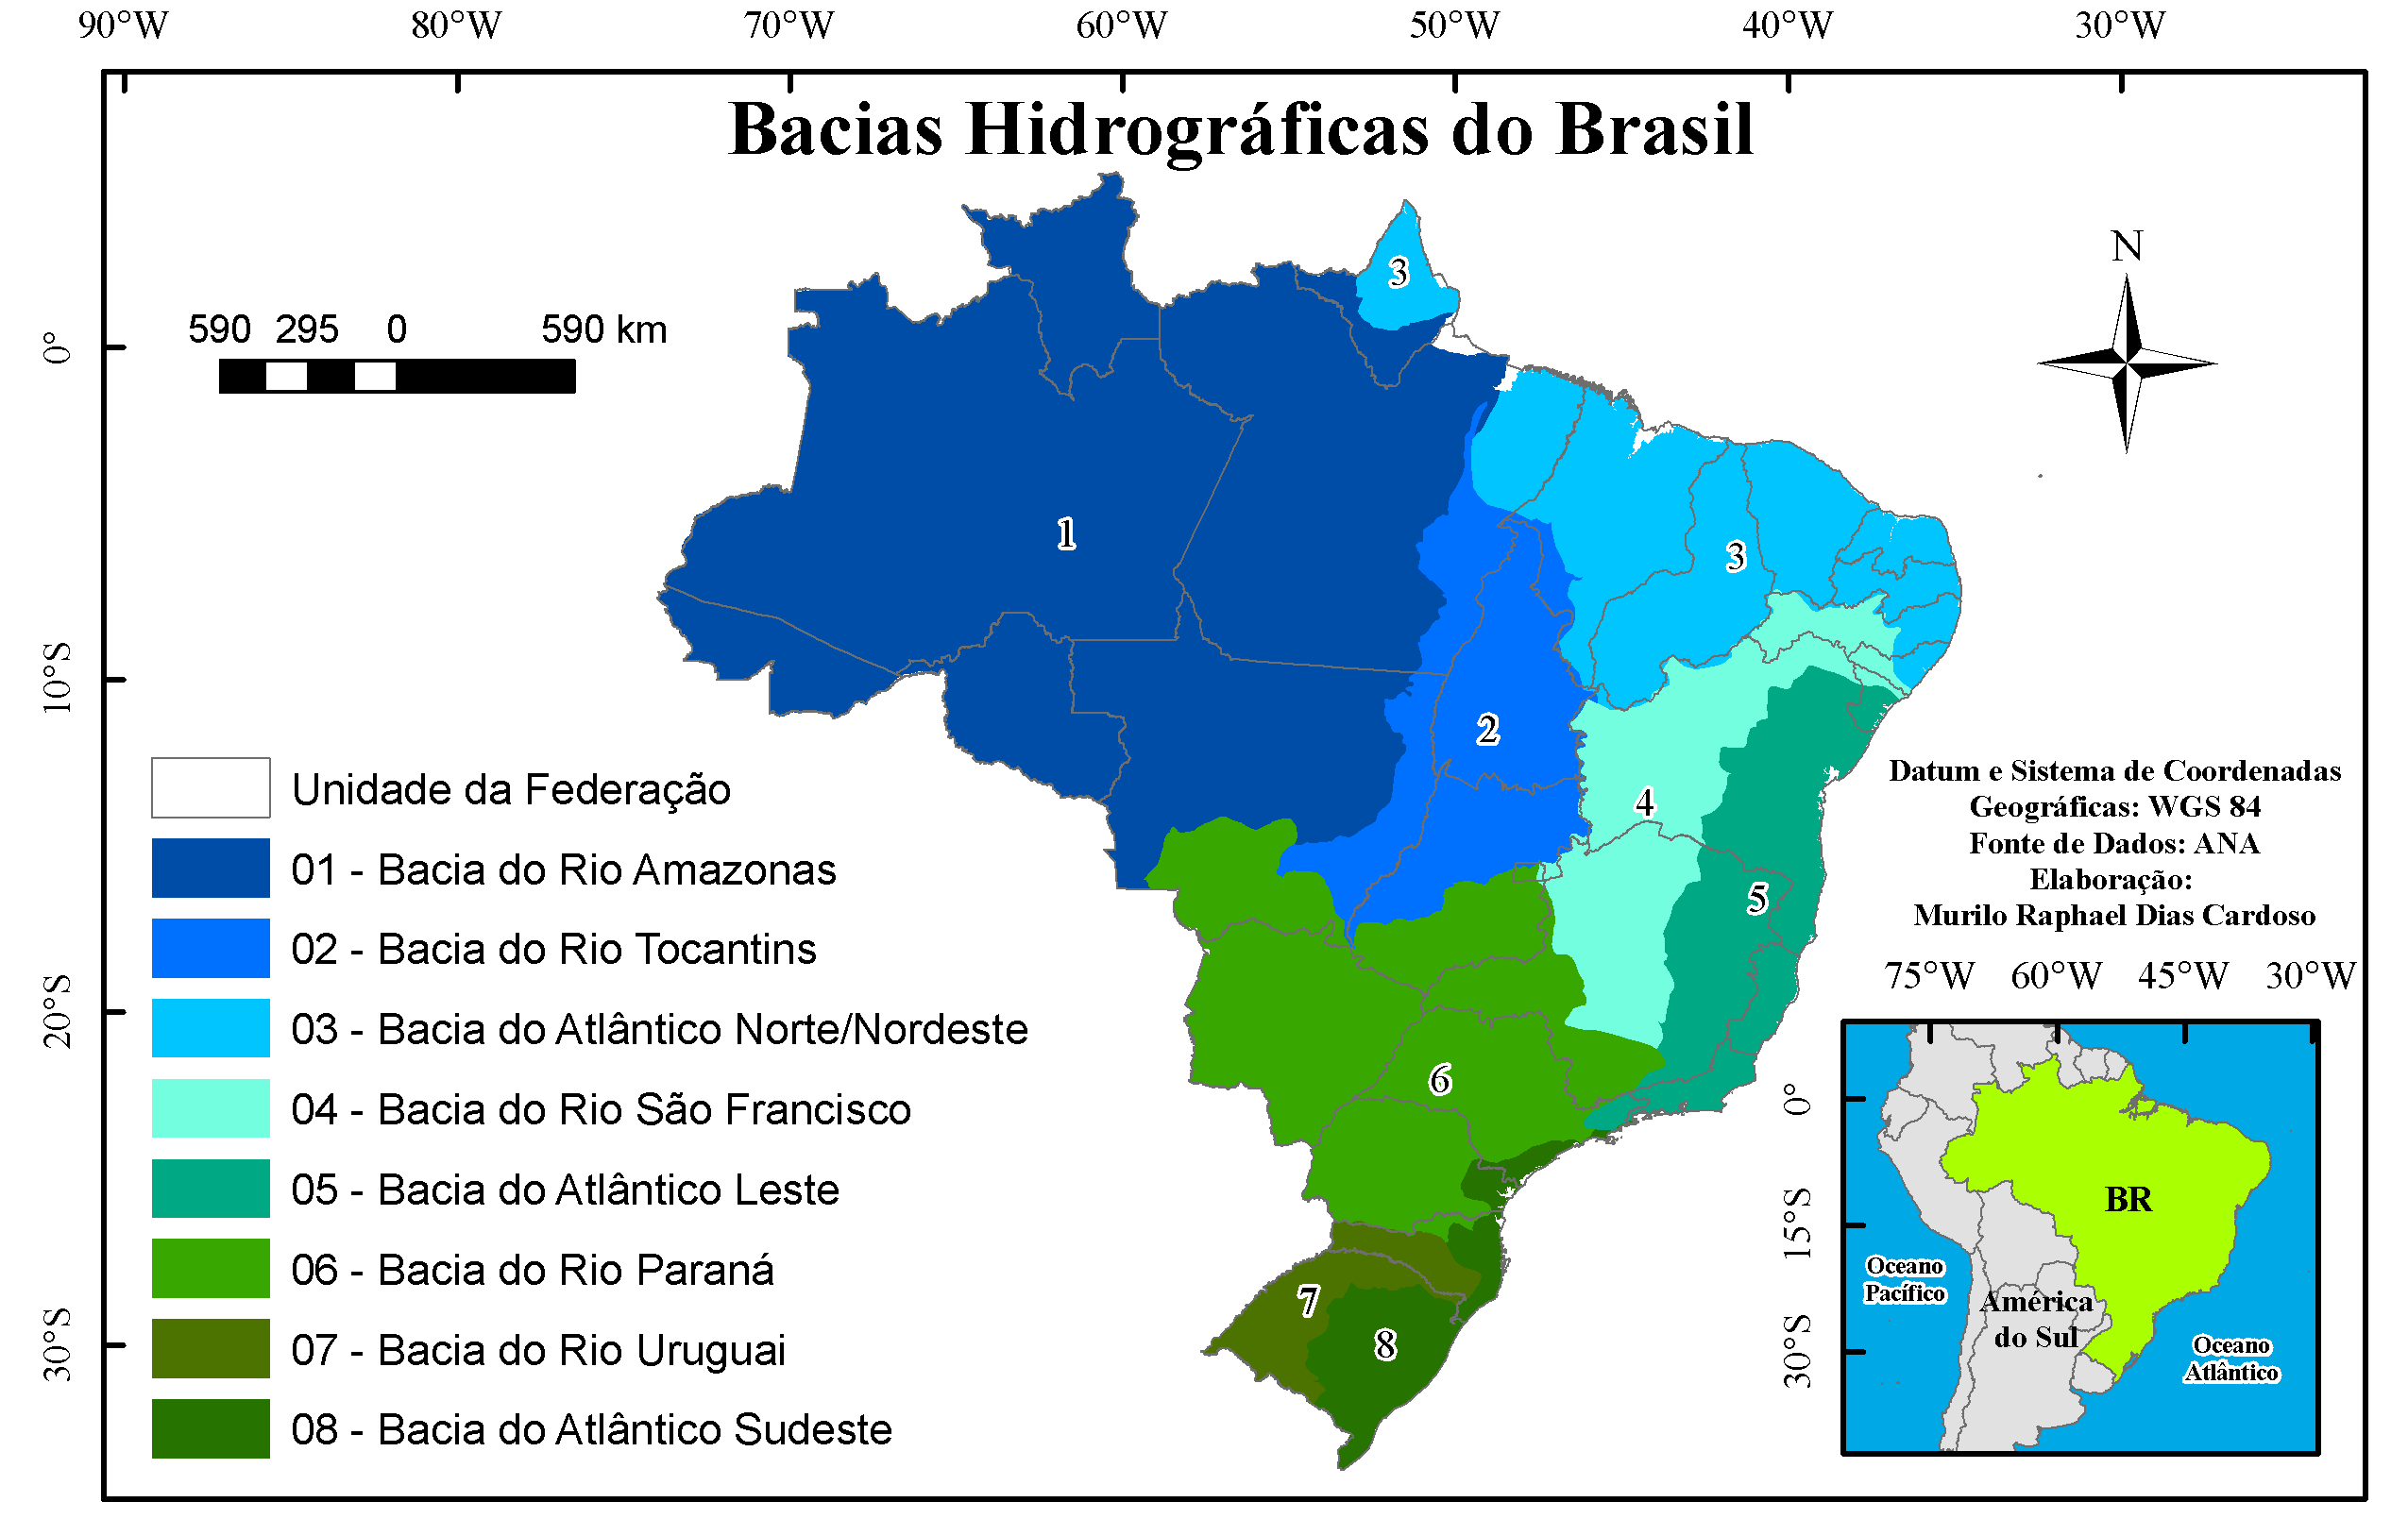 90°W 80°W 70°W 60°W 50°W 40°W 30°W
Bacias Hidrográficas do Brasil
N
590 295 0 590 km
0°
10°S
20°S
30°S
3
1
3
2
4
5
6
7
8
Unidade da Federação
01 - Bacia do Rio Amazonas
02 - Bacia do Rio Tocantins
03 - Bacia do Atlântico Norte/Nordeste
04 - Bacia do Rio São Francisco
05 - Bacia do Atlântico Leste
06 - Bacia do Rio Paraná
07 - Bacia do Rio Uruguai
08 - Bacia do Atlântico Sudeste
Datum e Sistema de Coordenadas
Geográficas: WGS 84
Fonte de Dados: ANA
Elaboração:
Murilo Raphael Dias Cardoso
75°W 60°W 45°W 30°W
0°
15°S
30°S
BR
Oceano
Pacífico
América
do Sul
Oceano
Atlântico